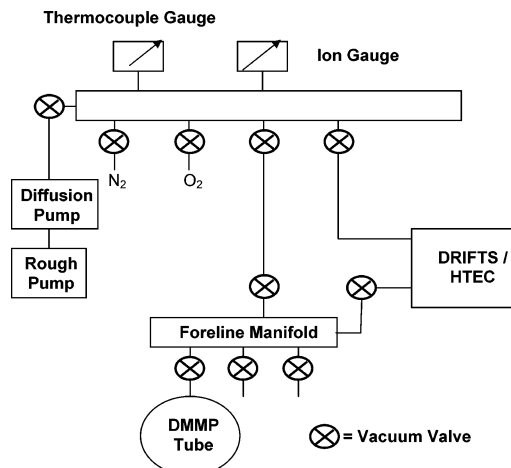 Thermocouple Gauge
Ion Gauge
N₂
O₂
Diffusion
Pump
Rough
Pump
DRIFTS /
HTEC
Foreline Manifold
DMMP
Tube
= Vacuum Valve